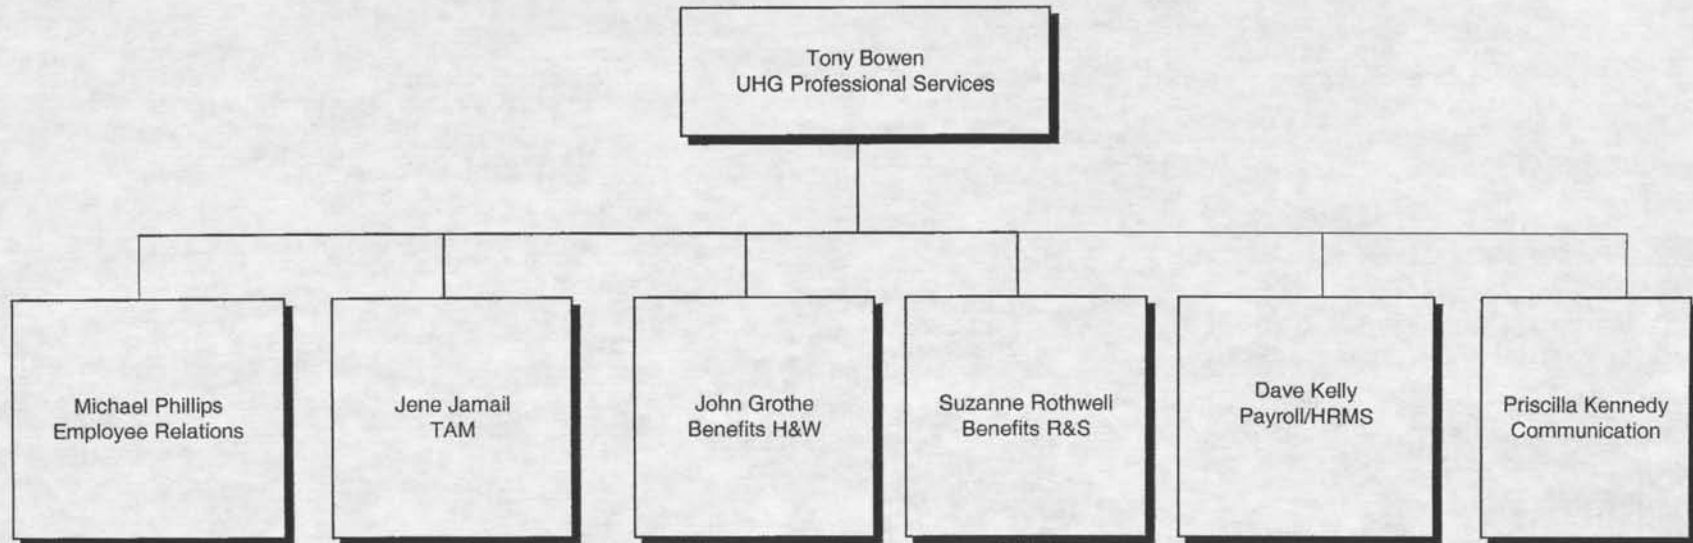 Tony Bowen
UHG Professional Services
Michael Phillips
Employee Relations
Jene Jamail
TAM
John Grothe
Benefits H&W
Suzanne Rothwell
Benefits R&S
Dave Kelly
Payroll/HRMS
Priscilla Kennedy
Communication